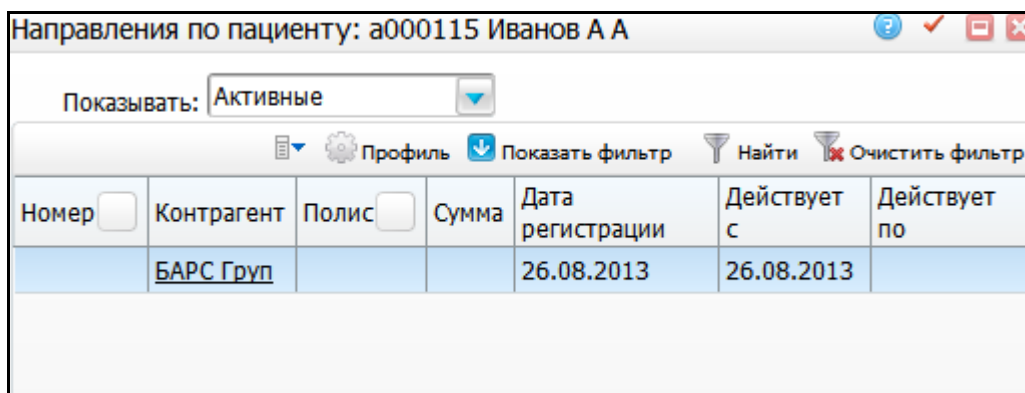 Направления по пациенту: а000115 Иванов А А
Показывать: Активные
Профиль Показать фильтр Найти Очистить фильтр
Номер Контрагент Полис Сумма Дата регистрации Действует с Действует по
БАРС Груп 26.08.2013 26.08.2013